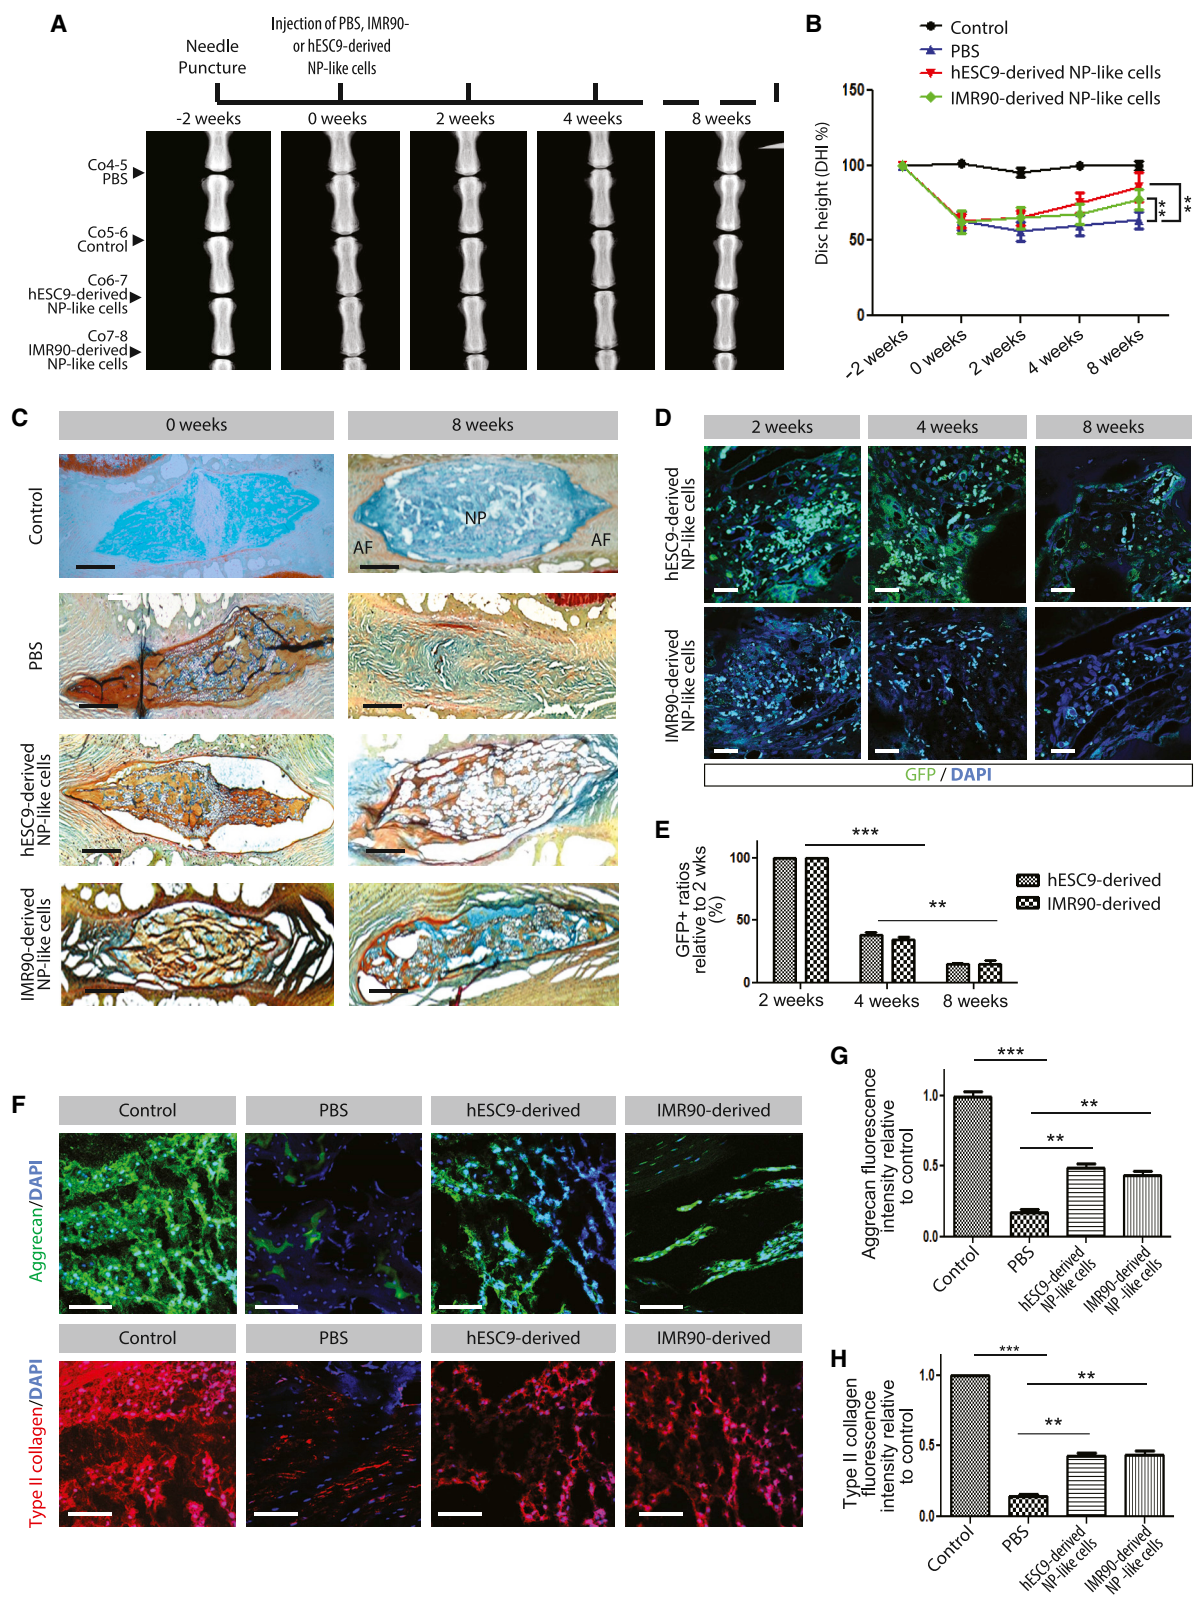 A
Needle
Puncture
Injection of PBS, IMR90-
or hESC9-derived
NP-like cells
-2 weeks
0 weeks
2 weeks
4 weeks
8 weeks
Co4-5
PBS
Co5-6
Control
Co6-7
hESC9-derived
NP-like cells
Co7-8
IMR90-derived
NP-like cells
B
Control
PBS
hESC9-derived NP-like cells
IMR90-derived NP-like cells
Disc height (DHI %)
150
100
50
0
-2 weeks
0 weeks
2 weeks
4 weeks
8 weeks
**
**
C
0 weeks
8 weeks
Control
NP
AF
AF
PBS
hESC9-derived
NP-like cells
IMR90-derived
NP-like cells
D
2 weeks
4 weeks
8 weeks
hESC9-derived
NP-like cells
IMR90-derived
NP-like cells
GFP / DAPI
E
GFP+ ratios
relative to 2 wks
(%)
100
50
0
***
**
2 weeks
4 weeks
8 weeks
hESC9-derived
IMR90-derived
F
Control
PBS
hESC9-derived
IMR90-derived
Aggrecan/DAPI
Control
PBS
hESC9-derived
IMR90-derived
Type II collagen/DAPI
G
Aggrecan fluorescence
intensity relative
to control
1.0
0.5
0.0
***
**
**
Control
PBS
hESC9-derived
NP-like cells
IMR90-derived
NP -like cells
H
Type II collagen
fluorescence
intensity relative
to control
1.0
0.5
0.0
***
**
**
Control
PBS
hESC9-derived
NP-like cells
IMR90-derived
NP -like cells